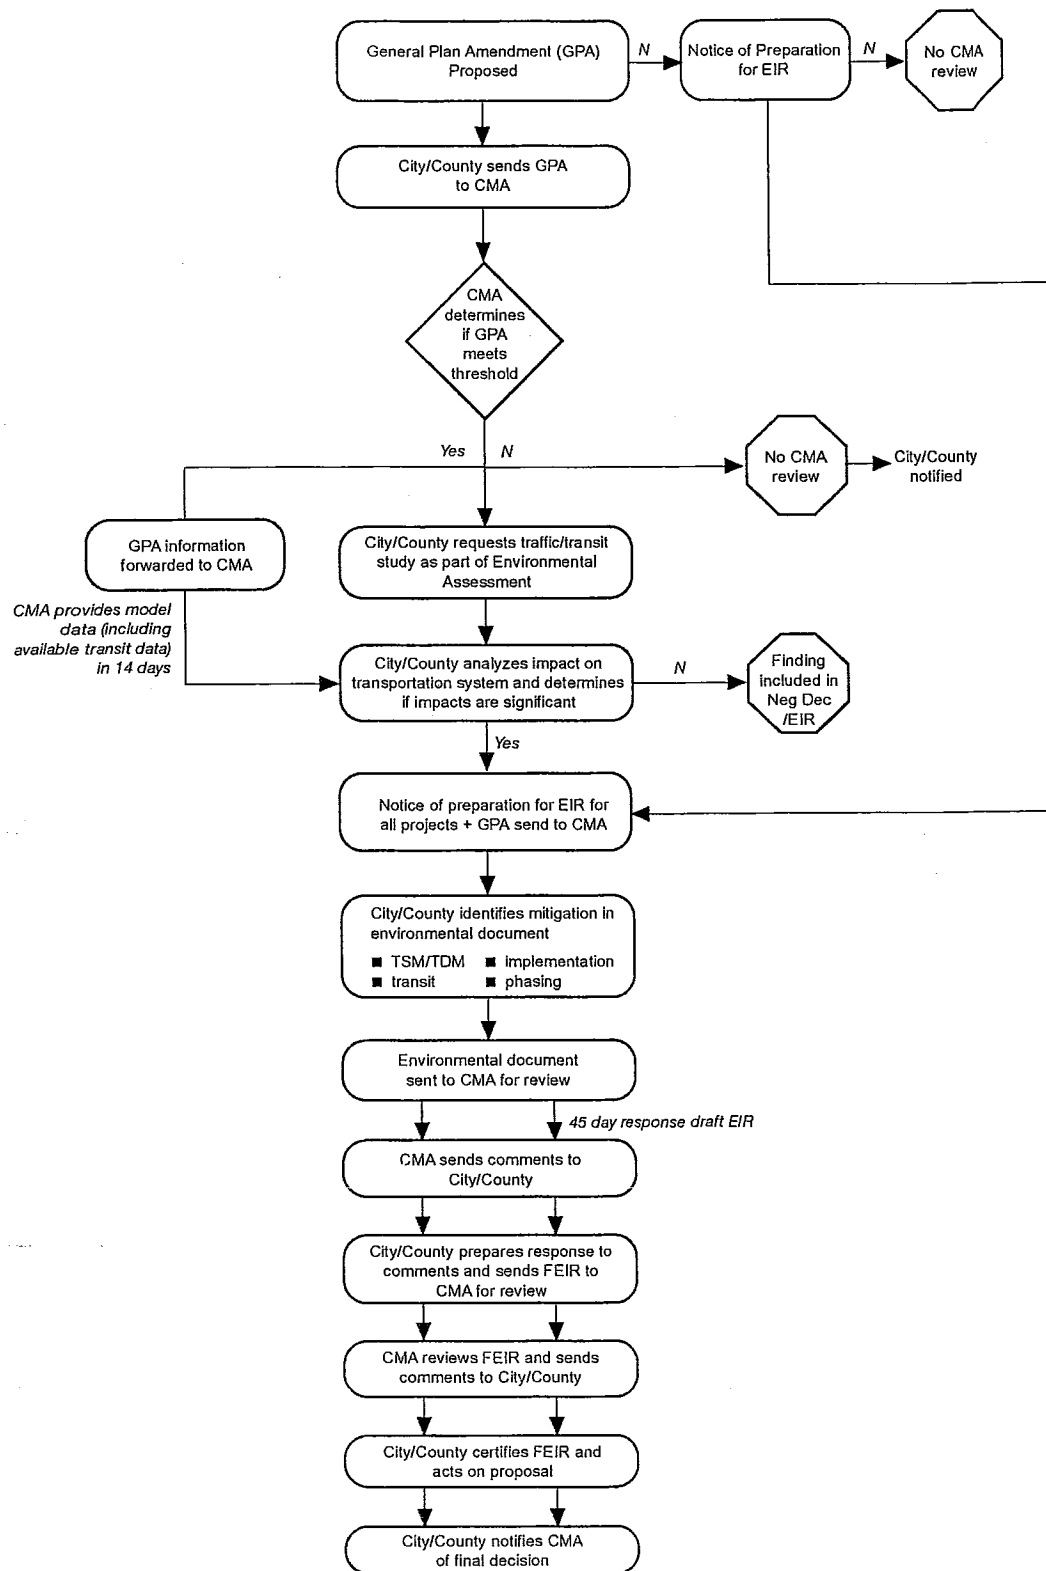 General Plan Amendment (GPA)
Proposed
N
Notice of Preparation
for EIR
N
No CMA
review
City/County sends GPA
to CMA
CMA
determines
if GPA
meets
threshold
Yes
N
No CMA
review
City/County
notified
GPA information
forwarded to CMA
City/County requests traffic/transit
study as part of Environmental
Assessment
CMA provides model
data (including
available transit data)
in 14 days
City/County analyzes impact on
transportation system and determines
if impacts are significant
N
Finding
included in
Neg Dec
/EIR
Yes
Notice of preparation for EIR for
all projects + GPA send to CMA
City/County identifies mitigation in
environmental document
■ TSM/TDM ■ implementation
■ transit ■ phasing
Environmental document
sent to CMA for review
45 day response draft EIR
CMA sends comments to
City/County
City/County prepares response to
comments and sends FEIR to
CMA for review
CMA reviews FEIR and sends
comments to City/County
City/County certifies FEIR and
acts on proposal
City/County notifies CMA
of final decision